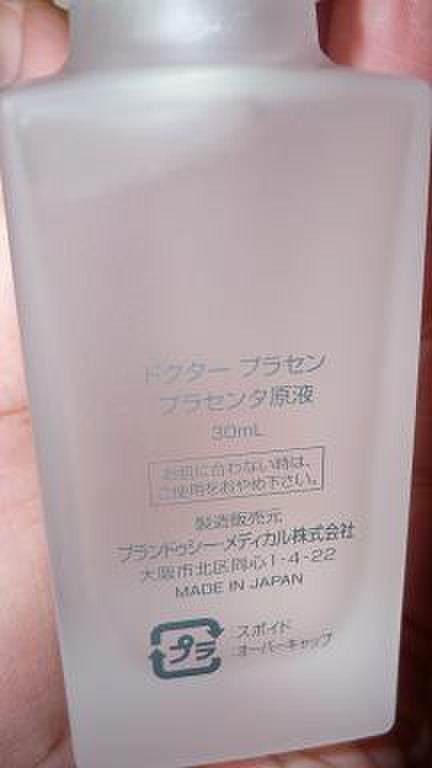 ドクター プラセン
プラセンタ原液
30mL
お肌に合わない時は、
ご使用をおやめ下さい。
製造販売元
ブランドゥシー・メディカル株式会社
大阪市北区同心1-4-22
MADE IN JAPAN
プラ
スポイド
オーバーキャップ